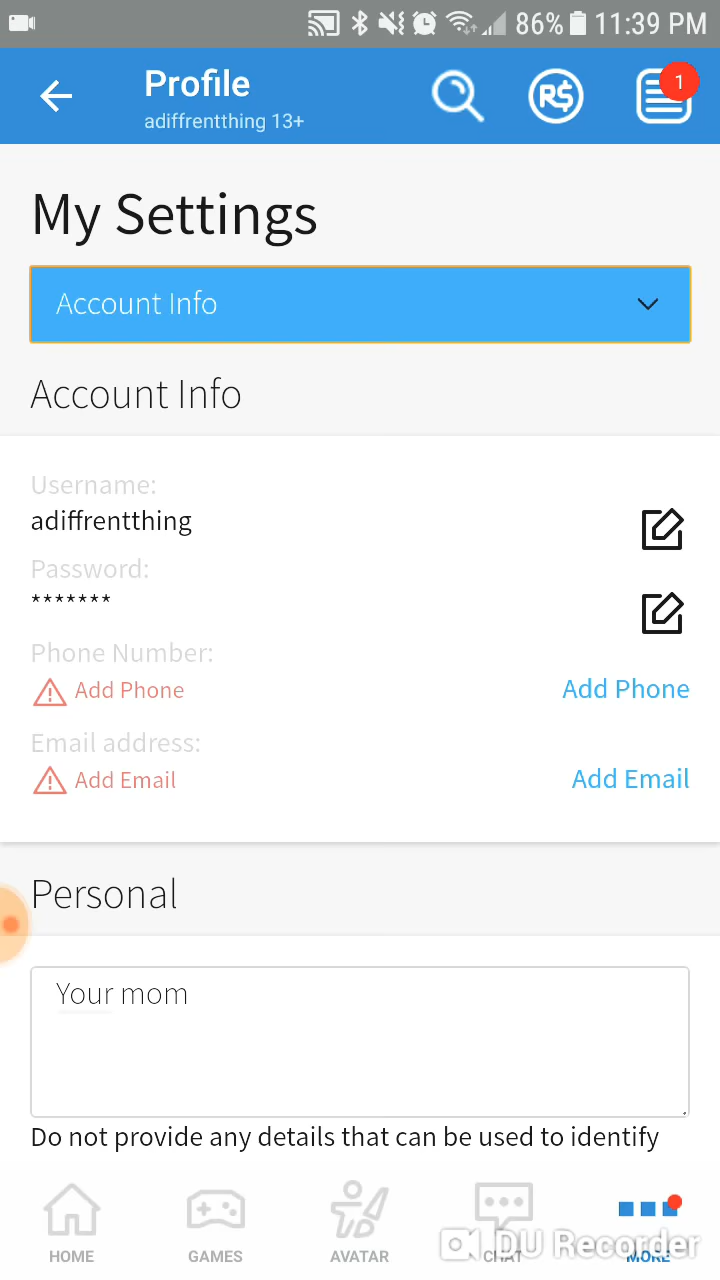 86% 11:39 PM
Profile
adiffrentthing 13+
R$
1
My Settings
Account Info
Account Info
Username:
adiffrentthing
Password:
*******
Phone Number:
Add Phone
Add Phone
Email address:
Add Email
Add Email
Personal
Your mom
Do not provide any details that can be used to identify
HOME
GAMES
AVATAR
CHAT
MORE
DU Recorder